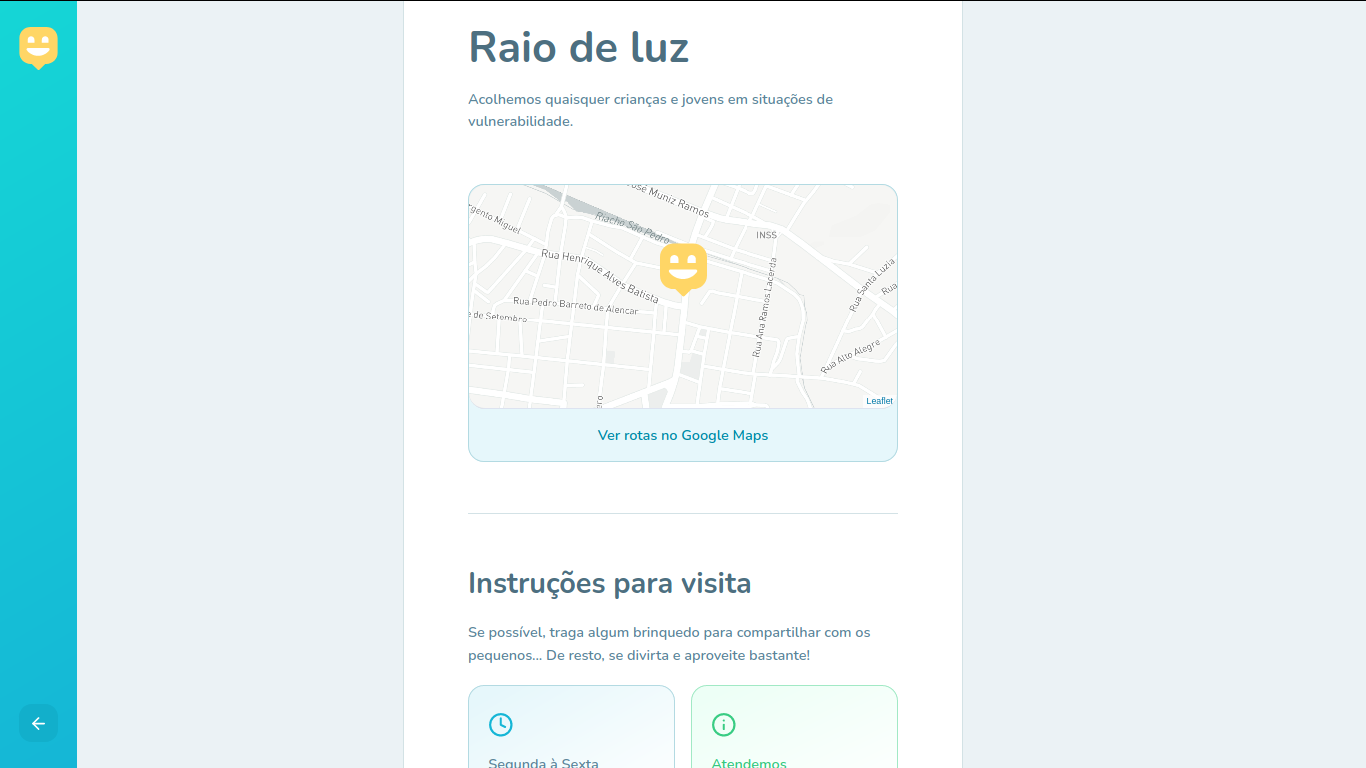 Raio de luz
Acolhemos quaisquer crianças e jovens em situações de
vulnerabilidade.
José Muniz Ramos
Riacho São Pedro
INSS
Rua Henrique Alves Batista
Rua Pedro Barreto de Alencar
e de Setembro
Rua Ana Ramos Lacerda
Rua Santa Luzia
Rua
Rua Alto Alegre
rgento Miguel
ero
Leaflet
Ver rotas no Google Maps
Instruções para visita
Se possível, traga algum brinquedo para compartilhar com os
pequenos... De resto, se divirta e aproveite bastante!
Segunda à Sexta
Atendemos